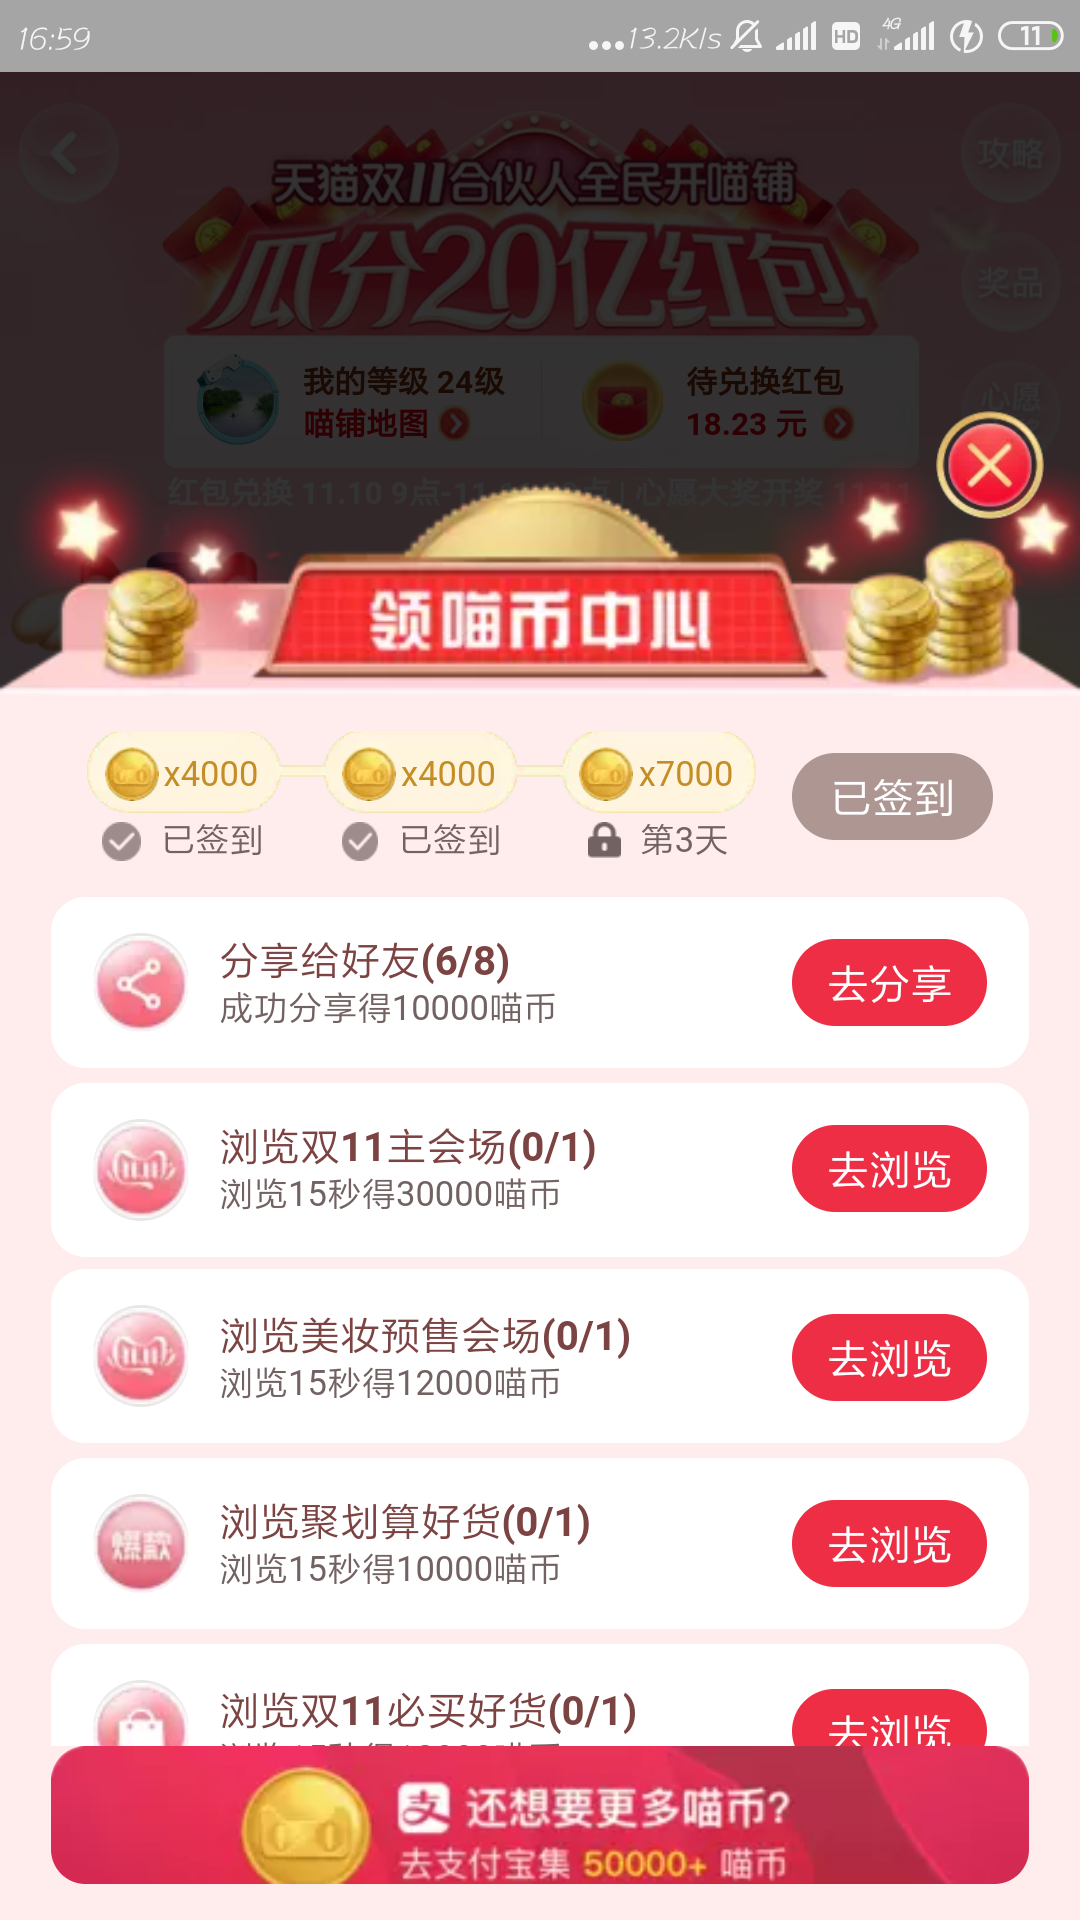 16:59
...13.2K/s HD 4G 11
天猫双11合伙人全民开喵铺
攻略
瓜分20亿红包
奖品
我的等级 24级
待兑换红包
心愿
喵铺地图
18.23 元
红包兑换 11.10 9点-11
点 | 心愿大奖开奖 11.11
领喵币中心
x4000
x4000
x7000
已签到
已签到
已签到
第3天
分享给好友(6/8)
成功分享得10000喵币
去分享
浏览双11主会场(0/1)
浏览15秒得30000喵币
去浏览
浏览美妆预售会场(0/1)
浏览15秒得12000喵币
去浏览
爆款
浏览聚划算好货(0/1)
浏览15秒得10000喵币
去浏览
浏览双11必买好货(0/1)
去浏览
支 还想要更多喵币?
去支付宝集 50000+ 喵币